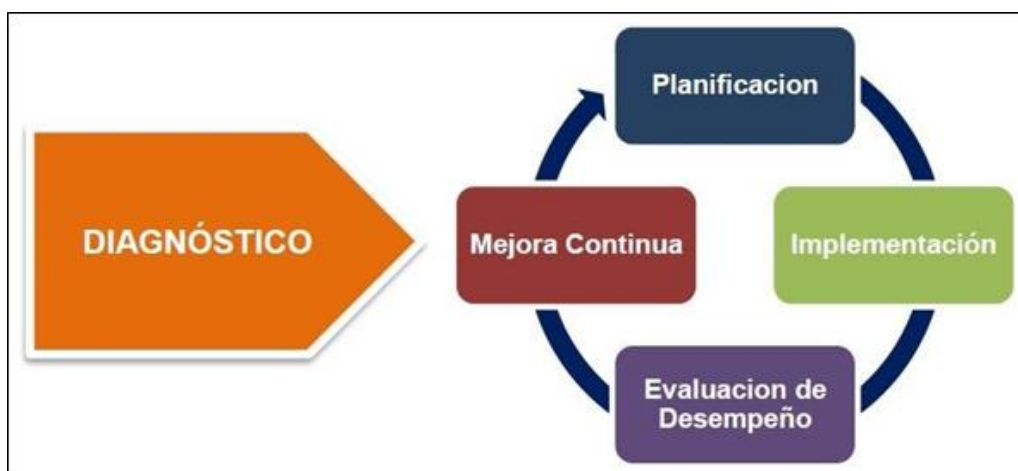 DIAGNÓSTICO
Planificacion
Implementación
Evaluacion de
Desempeño
Mejora Continua